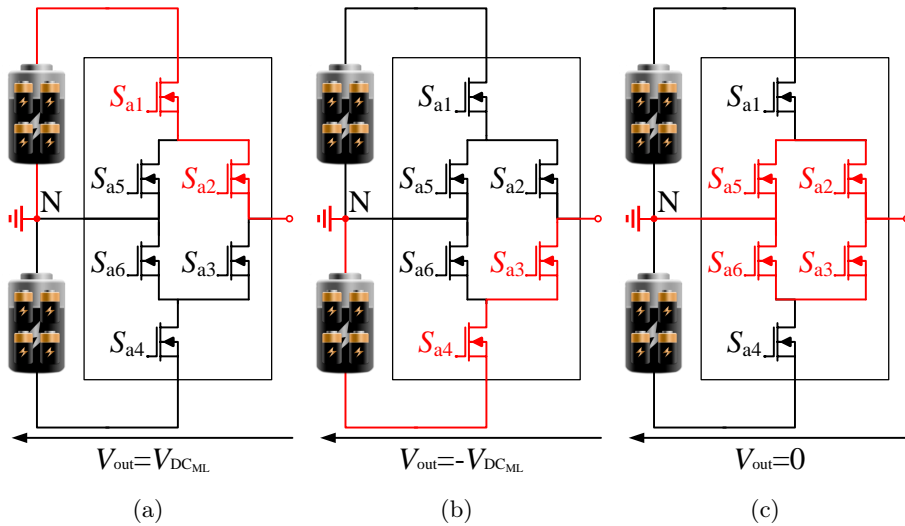 Sa1
Sa5
Sa2
N
Sa6
Sa3
Sa4
Vout=VDCML
(a)
Sa1
Sa5
Sa2
N
Sa6
Sa3
Sa4
Vout=-VDCML
(b)
Sa1
Sa5
Sa2
N
Sa6
Sa3
Sa4
Vout=0
(c)